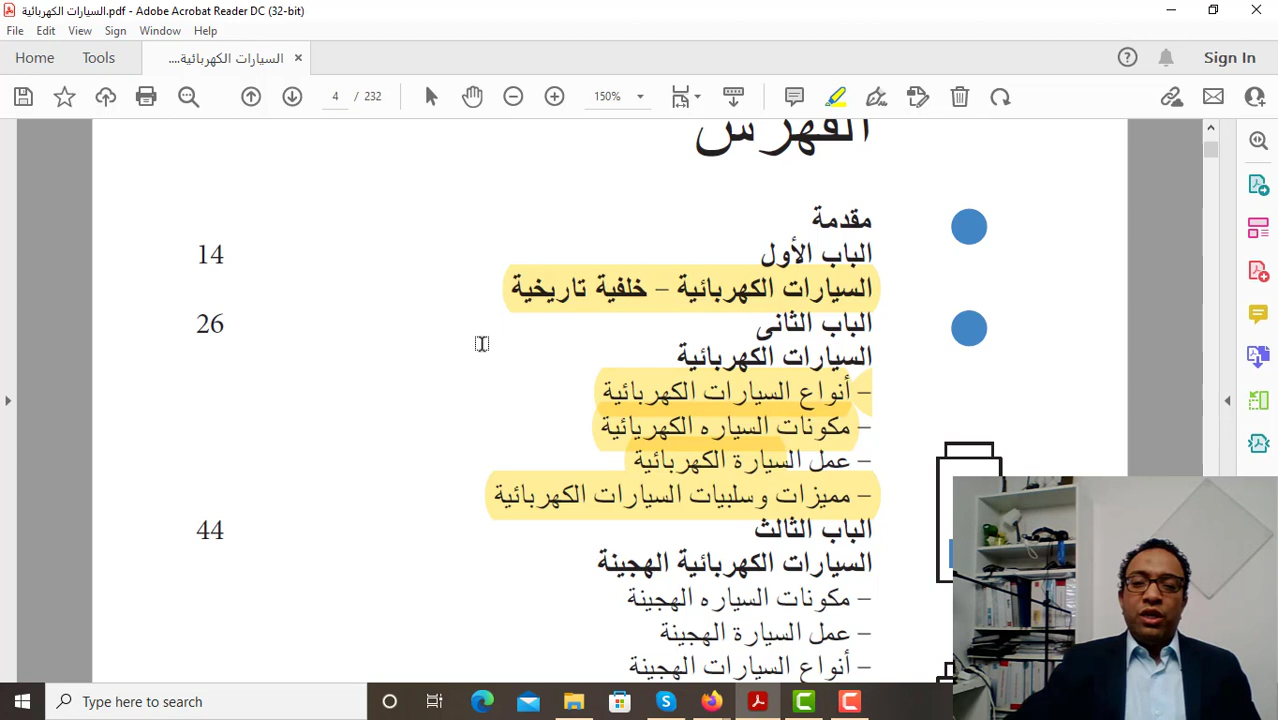 السيارات الكهربائية.pdf - Adobe Acrobat Reader DC (32-bit)
File Edit View Sign Window Help
Home Tools السيارات الكهربائية.... × Sign In
4 / 232 150%
الفهرس
مقدمة
الباب الأول 14
السيارات الكهربائية – خلفية تاريخية
الباب الثانى 26
السيارات الكهربائية
– أنواع السيارات الكهربائية
– مكونات السياره الكهربائية
– عمل السيارة الكهربائية
– مميزات وسلبيات السيارات الكهربائية
الباب الثالث 44
السيارات الكهربائية الهجينة
– مكونات السياره الهجينة
– عمل السيارة الهجينة
– أنواع السيارات الهجينة
Type here to search